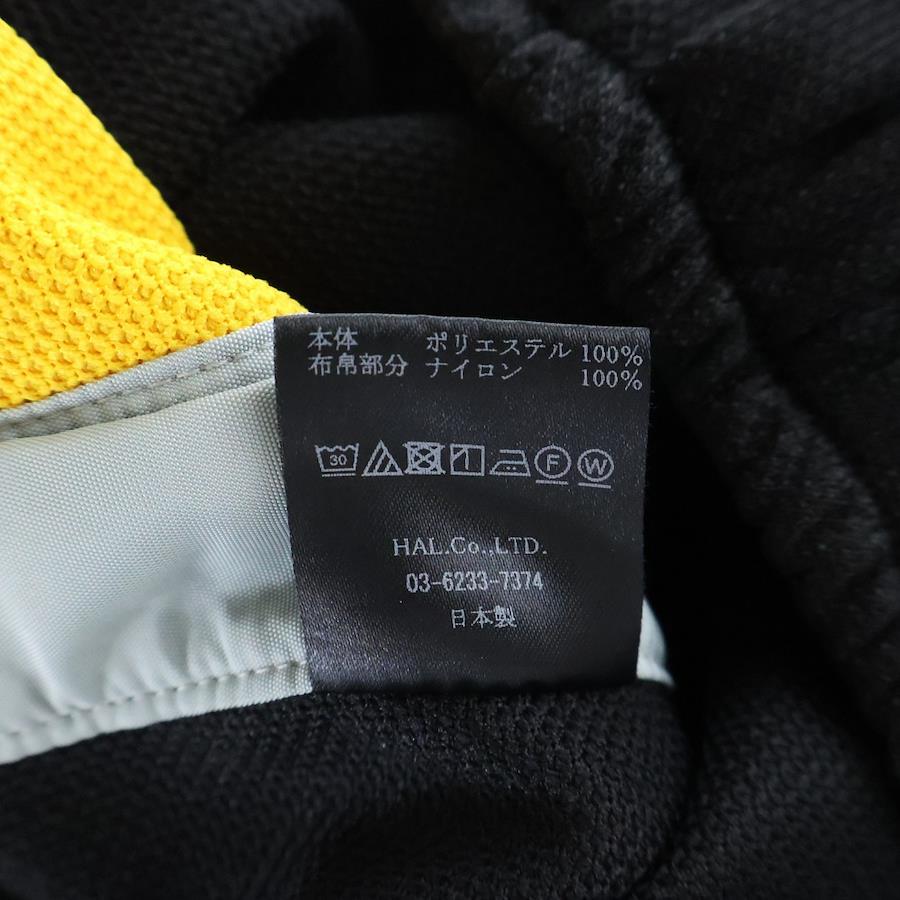 本体 ポリエステル 100%
布帛部分 ナイロン 100%
30 F W
HAL.Co.,LTD.
03-6233-7374
日本製